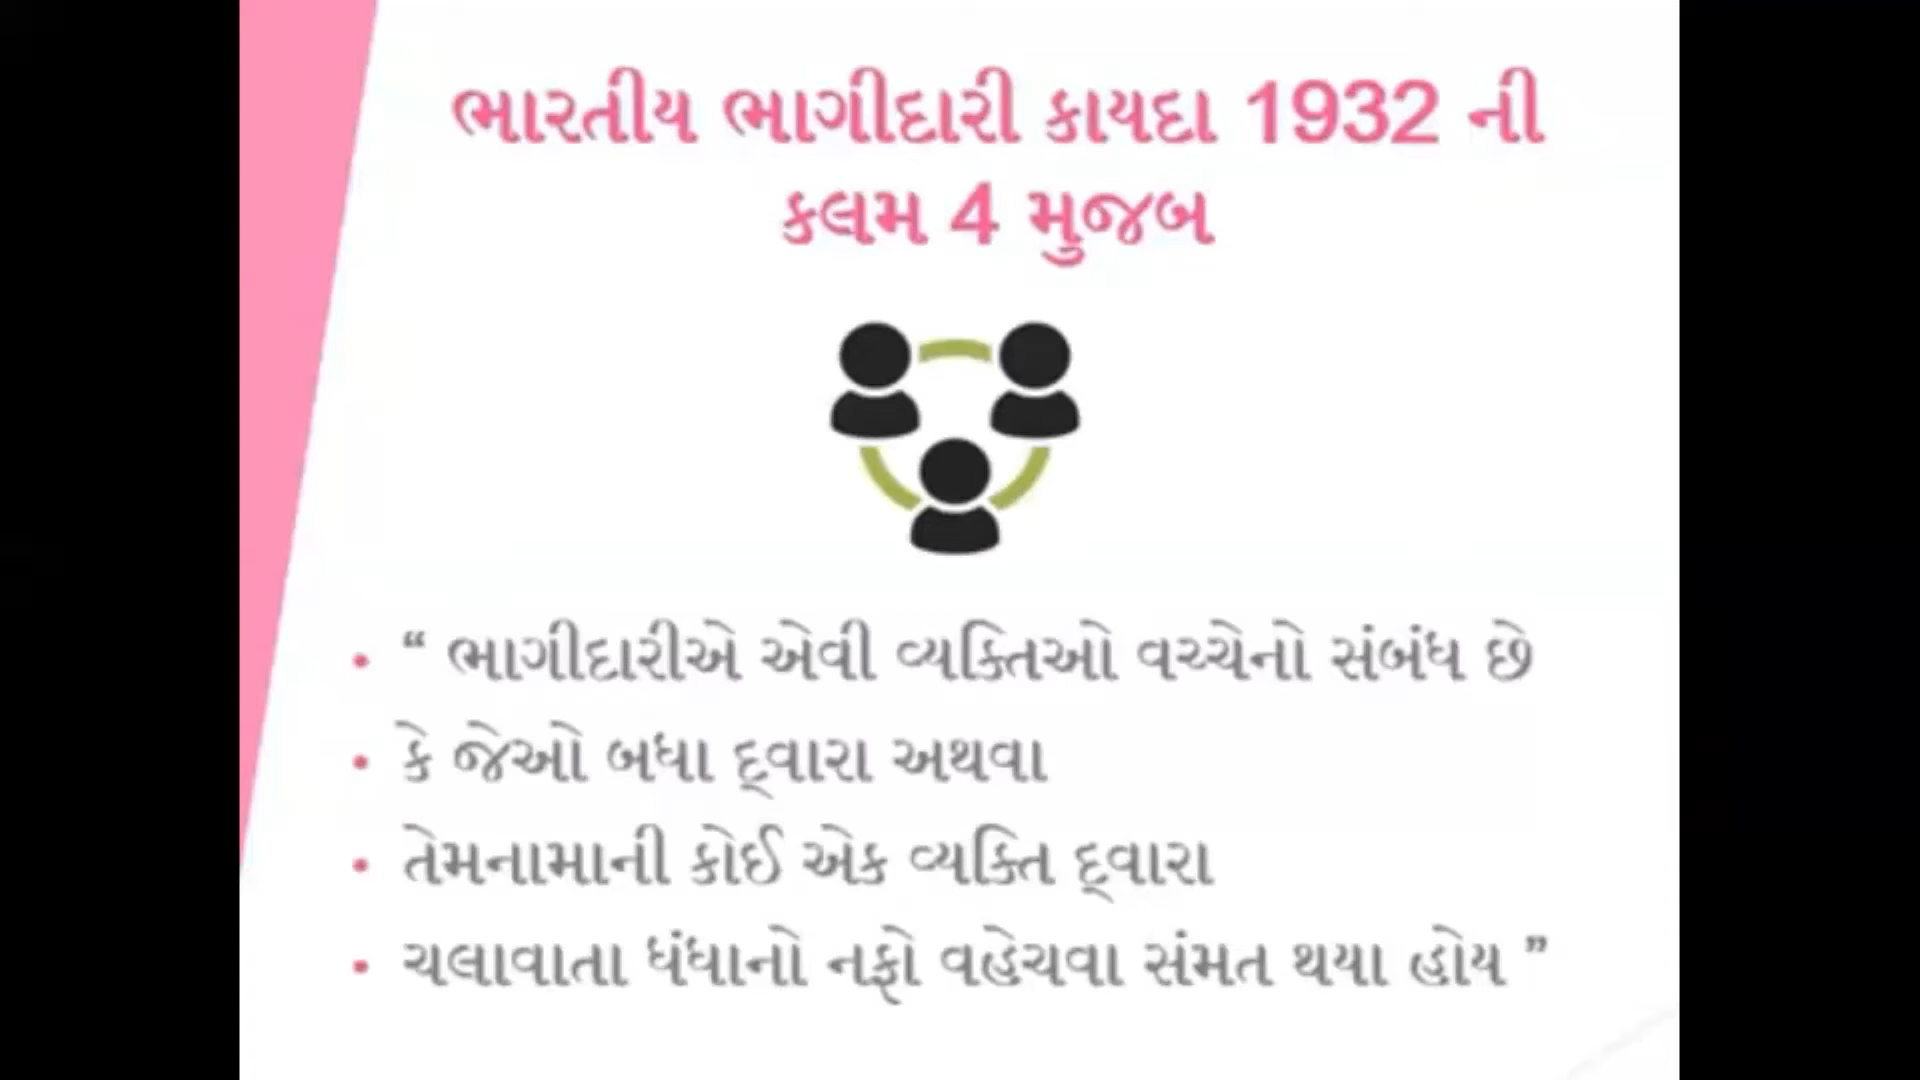 ભારતીય ભાગીદારી કાયદા 1932 ની
કલમ 4 મુજબ
• “ ભાગીદારીએ એવી વ્યક્તિઓ વચ્ચેનો સંબંધ છે
• કે જેઓ બધા દ્વારા અથવા
• તેમનામાની કોઈ એક વ્યક્તિ દ્વારા
• ચલાવાતા ધંધાનો નફો વહેચવા સંમત થયા હોય ”